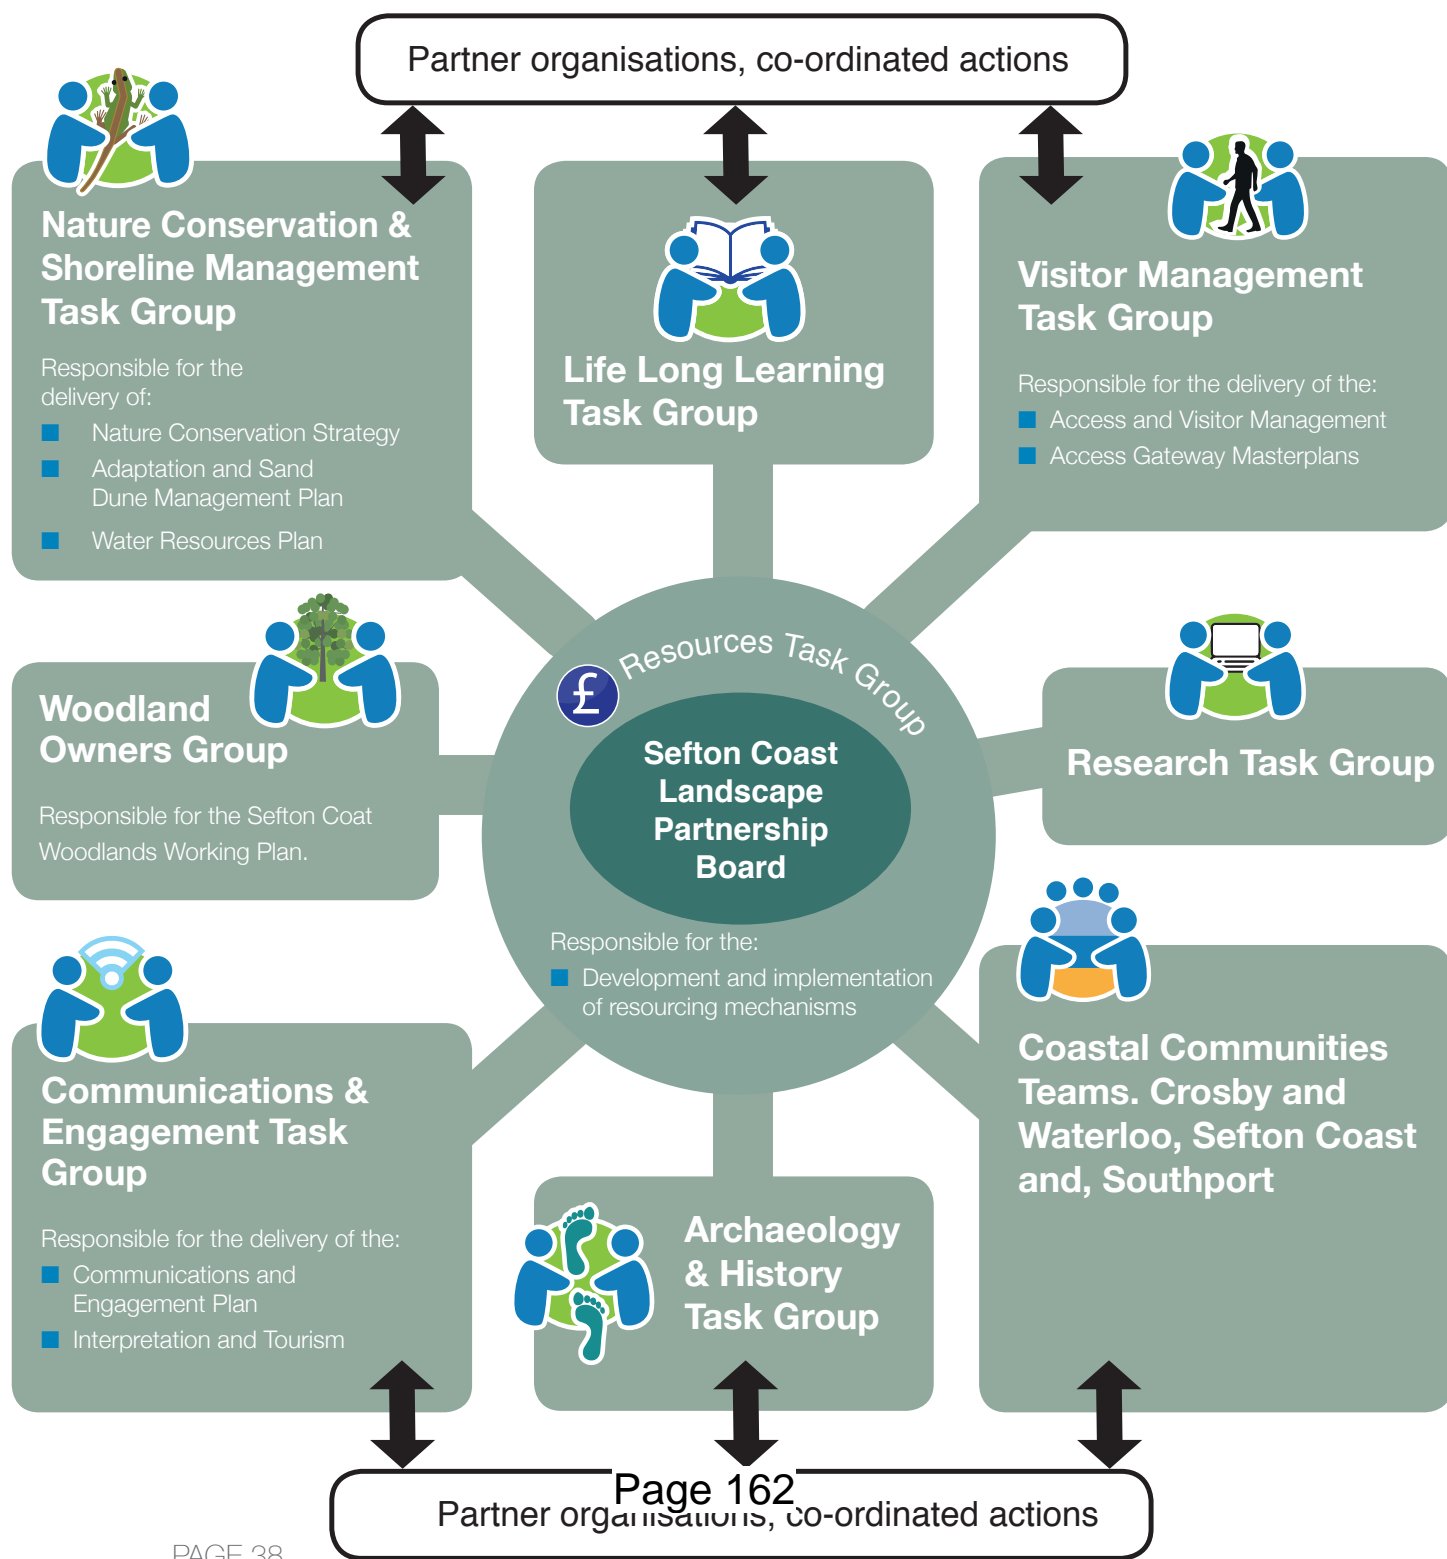 Partner organisations, co-ordinated actions
Nature Conservation &
Shoreline Management
Task Group
Responsible for the
delivery of:
Nature Conservation Strategy
Adaptation and Sand
Dune Management Plan
Water Resources Plan
Life Long Learning
Task Group
Visitor Management
Task Group
Responsible for the delivery of the:
Access and Visitor Management
Access Gateway Masterplans
Woodland
Owners Group
Responsible for the Sefton Coat
Woodlands Working Plan.
£
Resources Task Group
Sefton Coast
Landscape
Partnership
Board
Responsible for the:
Development and implementation
of resourcing mechanisms
Research Task Group
Communications &
Engagement Task
Group
Responsible for the delivery of the:
Communications and
Engagement Plan
Interpretation and Tourism
Archaeology
& History
Task Group
Coastal Communities
Teams. Crosby and
Waterloo, Sefton Coast
and, Southport
Page 162
Partner organisations, co-ordinated actions
PAGE 38